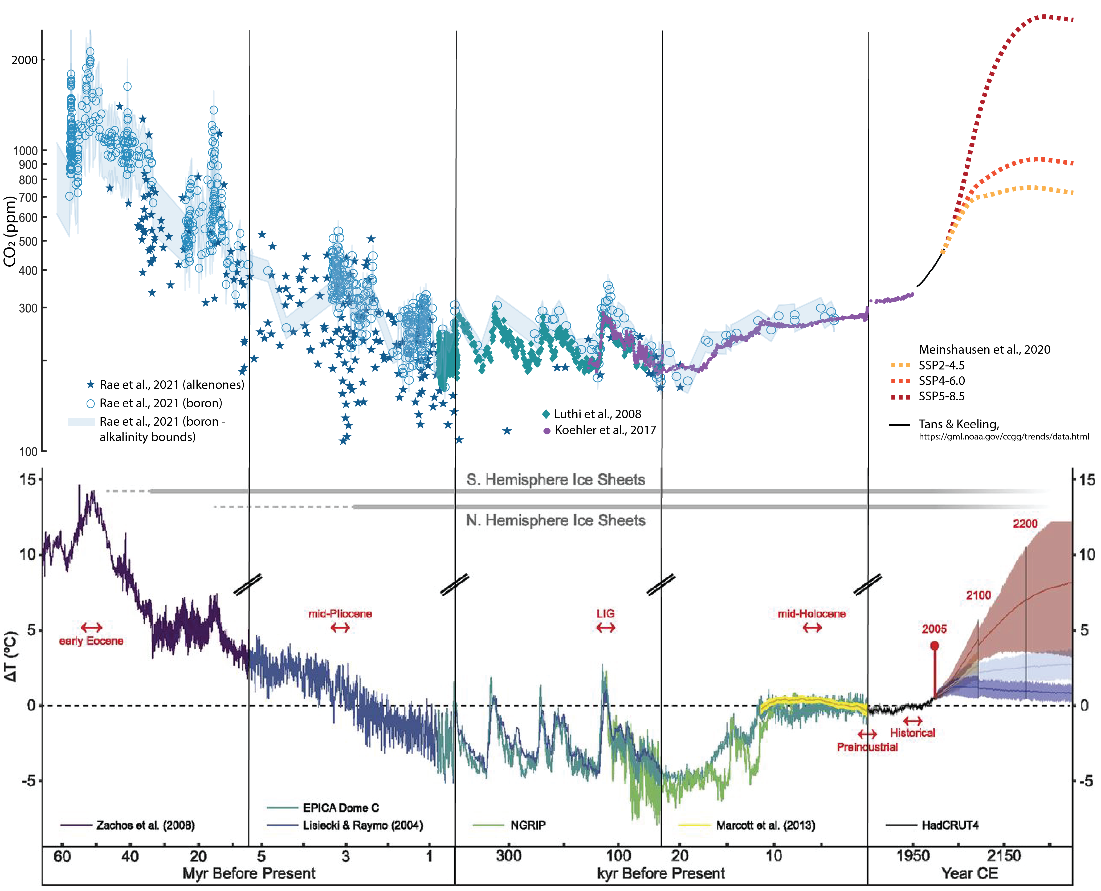 2000
1000
900
800
700
600
500
400
300
100
CO₂ (ppm)
Rae et al., 2021 (alkenones)
Rae et al., 2021 (boron)
Rae et al., 2021 (boron -
alkalinity bounds)
Luthi et al., 2008
Koehler et al., 2017
Meinshausen et al., 2020
SSP2-4.5
SSP4-6.0
SSP5-8.5
Tans & Keeling,
https://gml.noaa.gov/ccgg/trends/data.html
15
10
5
0
-5
ΔT (ºC)
S. Hemisphere Ice Sheets
N. Hemisphere Ice Sheets
15
10
5
0
-5
2200
2100
2005
early Eocene
mid-Pliocene
LIG
mid-Holocene
Historical
Preindustrial
EPICA Dome C
Zachos et al. (2008)
Lisiecki & Raymo (2004)
NGRIP
Marcott et al. (2013)
HadCRUT4
60 40 20 5 3 1 300 100 20 10 1950 2150
Myr Before Present
kyr Before Present
Year CE